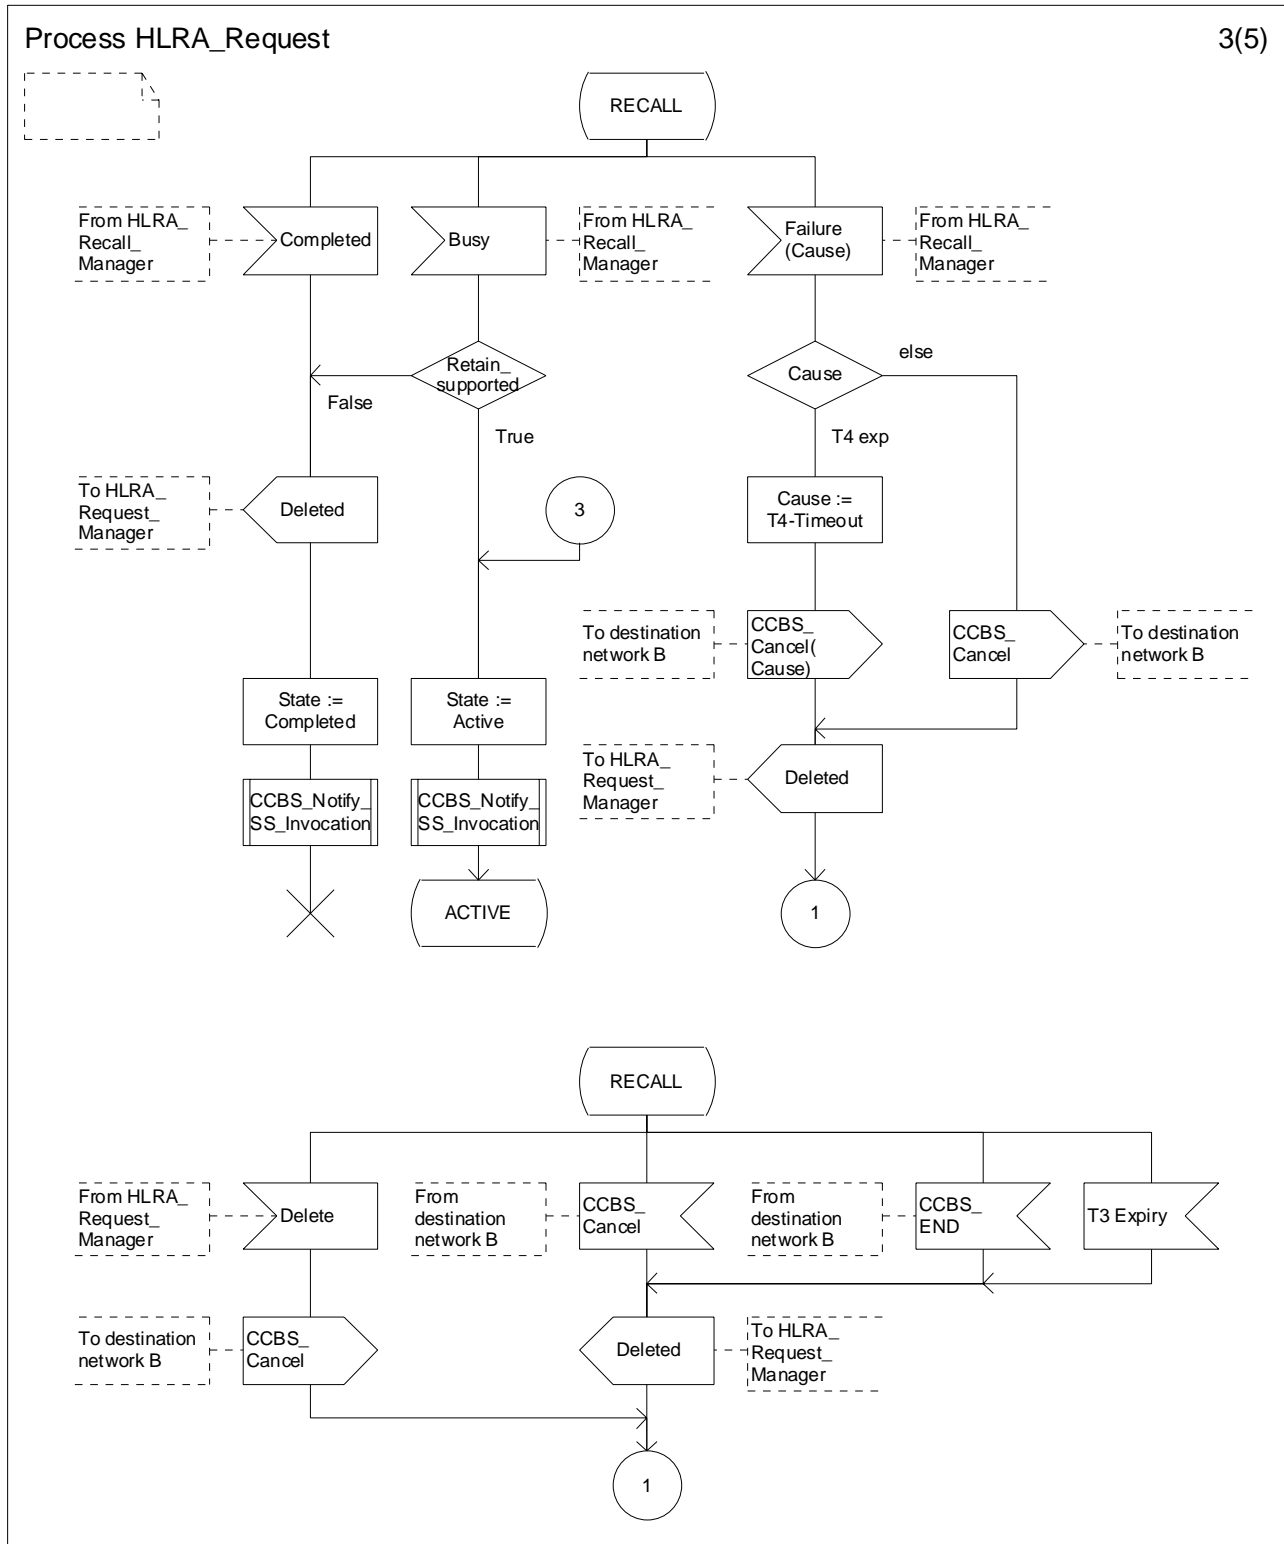 Process HLRA_Request
3(5)
RECALL
From HLRA_
Recall_
Manager
Completed
Busy
From HLRA_
Recall_
Manager
Failure
(Cause)
From HLRA_
Recall_
Manager
Retain_
supported
False
True
Cause
else
T4 exp
To HLRA_
Request_
Manager
Deleted
3
Cause :=
T4-Timeout
To destination
network B
CCBS_
Cancel(
Cause)
CCBS_
Cancel
To destination
network B
State :=
Completed
State :=
Active
To HLRA_
Request_
Manager
Deleted
CCBS_Notify_
SS_Invocation
CCBS_Notify_
SS_Invocation
ACTIVE
1
RECALL
From HLRA_
Request_
Manager
Delete
From
destination
network B
CCBS_
Cancel
From
destination
network B
CCBS_
END
T3 Expiry
To destination
network B
CCBS_
Cancel
Deleted
To HLRA_
Request_
Manager
1